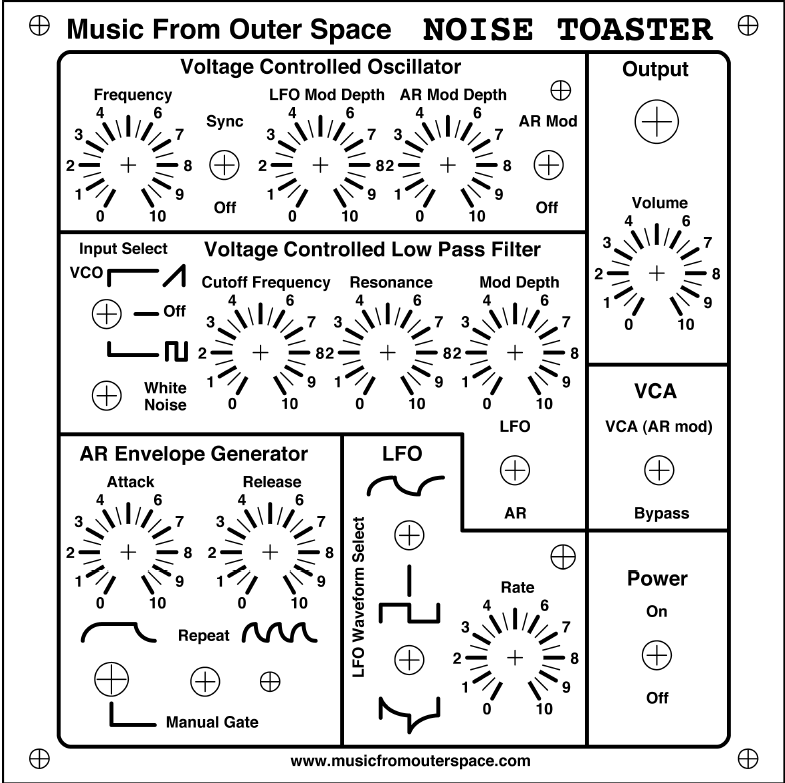 Music From Outer Space NOISE TOASTER
Voltage Controlled Oscillator
Frequency
0 1 2 3 4 6 7 8 9 10
Sync
Off
LFO Mod Depth
0 1 2 3 4 6 7 8 9 10
AR Mod Depth
0 1 2 3 4 6 7 8 9 10
AR Mod
Off
Output
Volume
0 1 2 3 4 6 7 8 9 10
Input Select
VCO
Off
White
Noise
Voltage Controlled Low Pass Filter
Cutoff Frequency
0 1 2 3 4 6 7 8 9 10
Resonance
0 1 2 3 4 6 7 8 9 10
Mod Depth
0 1 2 3 4 6 7 8 9 10
LFO
AR
VCA
VCA (AR mod)
Bypass
AR Envelope Generator
Attack
0 1 2 3 4 6 7 8 9 10
Release
0 1 2 3 4 6 7 8 9 10
Repeat
Manual Gate
LFO
LFO Waveform Select
Rate
0 1 2 3 4 6 7 8 9 10
Power
On
Off
www.musicfromouterspace.com